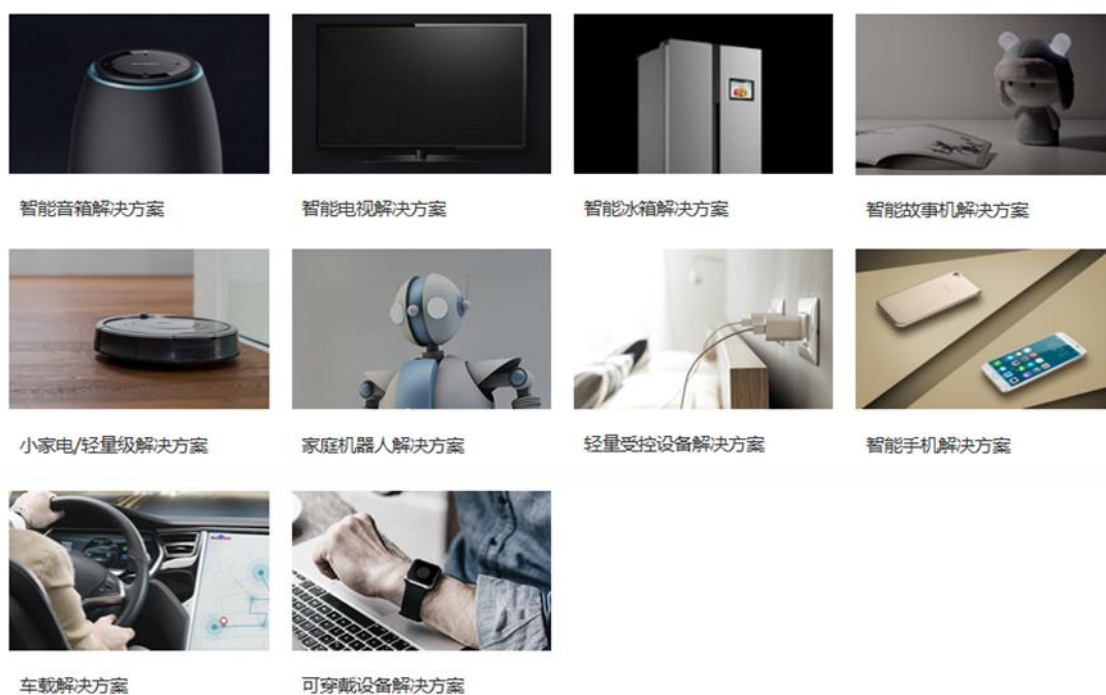 智能音箱解决方案
智能电视解决方案
智能冰箱解决方案
智能故事机解决方案
小家电/轻量级解决方案
家庭机器人解决方案
轻量受控设备解决方案
智能手机解决方案
车载解决方案
可穿戴设备解决方案